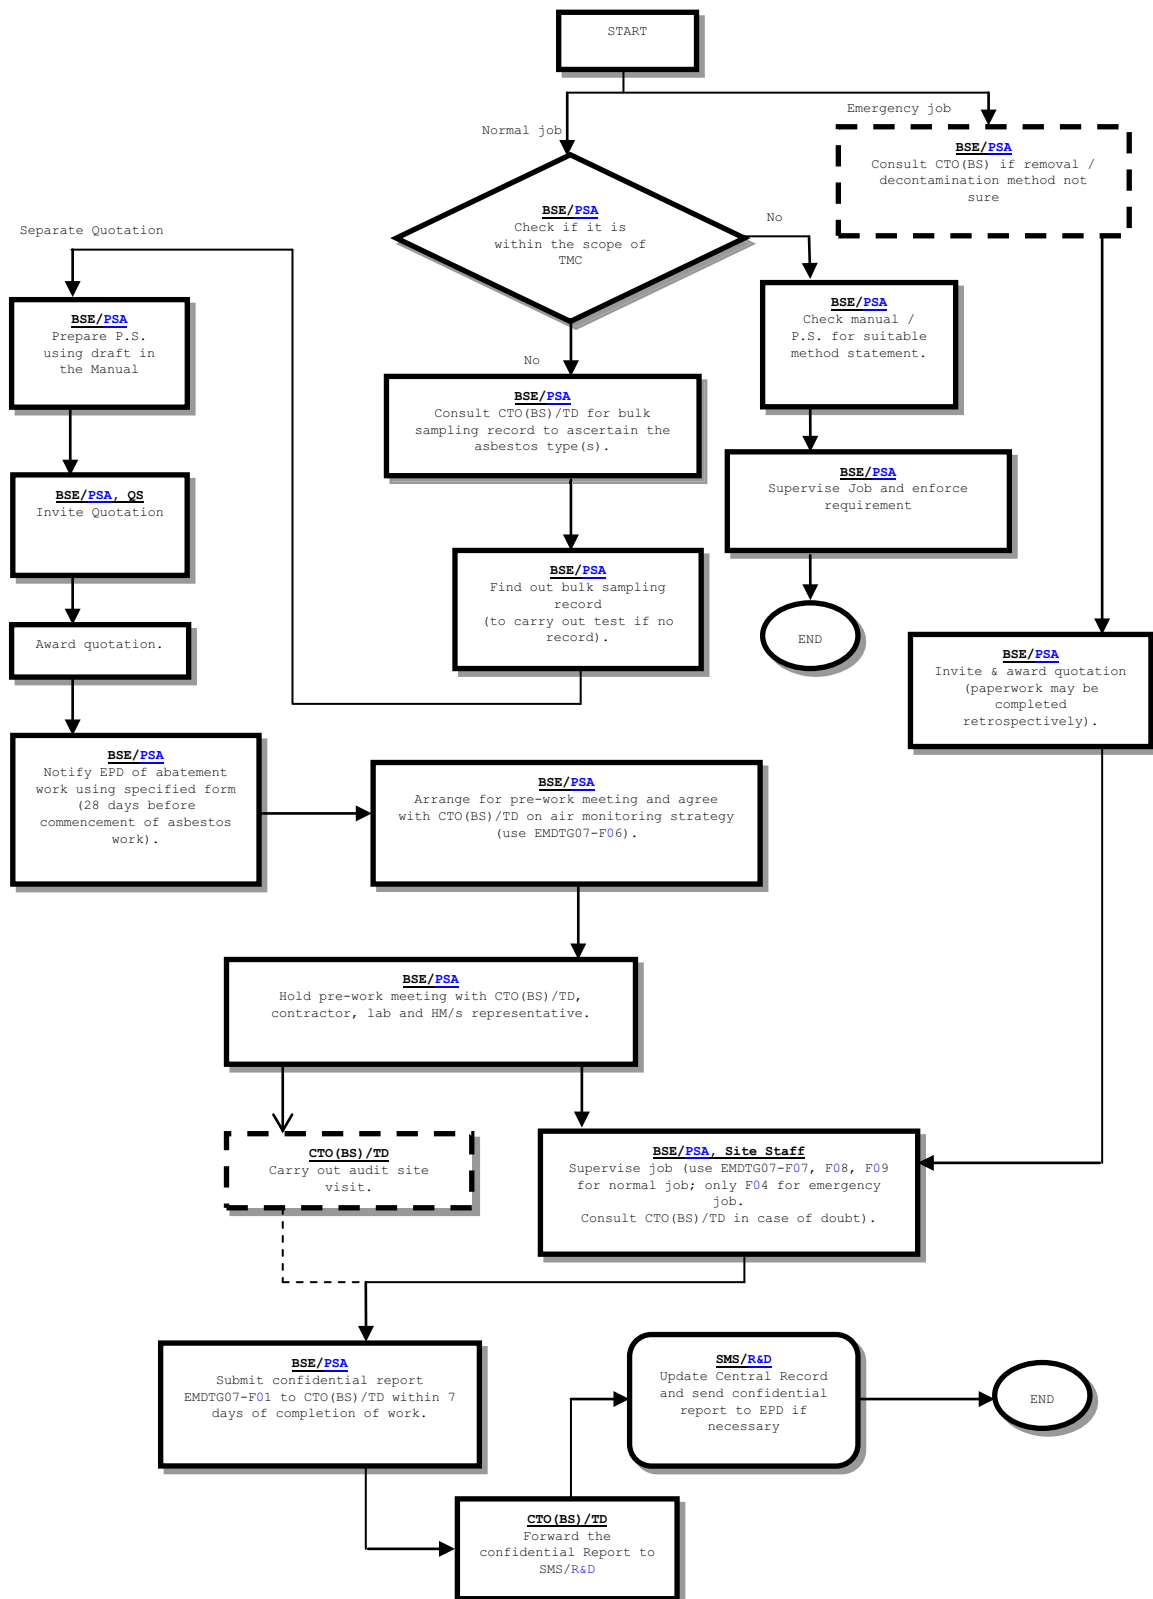 START
Emergency job
Normal job
BSE/PSA
Consult CTO(BS) if removal /
decontamination method not
sure
BSE/PSA
Check if it is
within the scope of
TMC
No
No
Separate Quotation
BSE/PSA
Prepare P.S.
using draft in
the Manual
BSE/PSA
Check manual /
P.S. for suitable
method statement.
BSE/PSA
Consult CTO(BS)/TD for bulk
sampling record to ascertain the
asbestos type(s).
BSE/PSA
Supervise Job and enforce
requirement
BSE/PSA, QS
Invite Quotation
BSE/PSA
Find out bulk sampling
record
(to carry out test if no
record).
END
Award quotation.
BSE/PSA
Invite & award quotation
(paperwork may be
completed
retrospectively).
BSE/PSA
Notify EPD of abatement
work using specified form
(28 days before
commencement of asbestos
work).
BSE/PSA
Arrange for pre-work meeting and agree
with CTO(BS)/TD on air monitoring strategy
(use EMDTG07-F06).
BSE/PSA
Hold pre-work meeting with CTO(BS)/TD,
contractor, lab and HM/s representative.
CTO(BS)/TD
Carry out audit site
visit.
BSE/PSA, Site Staff
Supervise job (use EMDTG07-F07, F08, F09
for normal job; only F04 for emergency
job.
Consult CTO(BS)/TD in case of doubt).
BSE/PSA
Submit confidential report
EMDTG07-F01 to CTO(BS)/TD within 7
days of completion of work.
SMS/R&D
Update Central Record
and send confidential
report to EPD if
necessary
END
CTO(BS)/TD
Forward the
confidential Report to
SMS/R&D